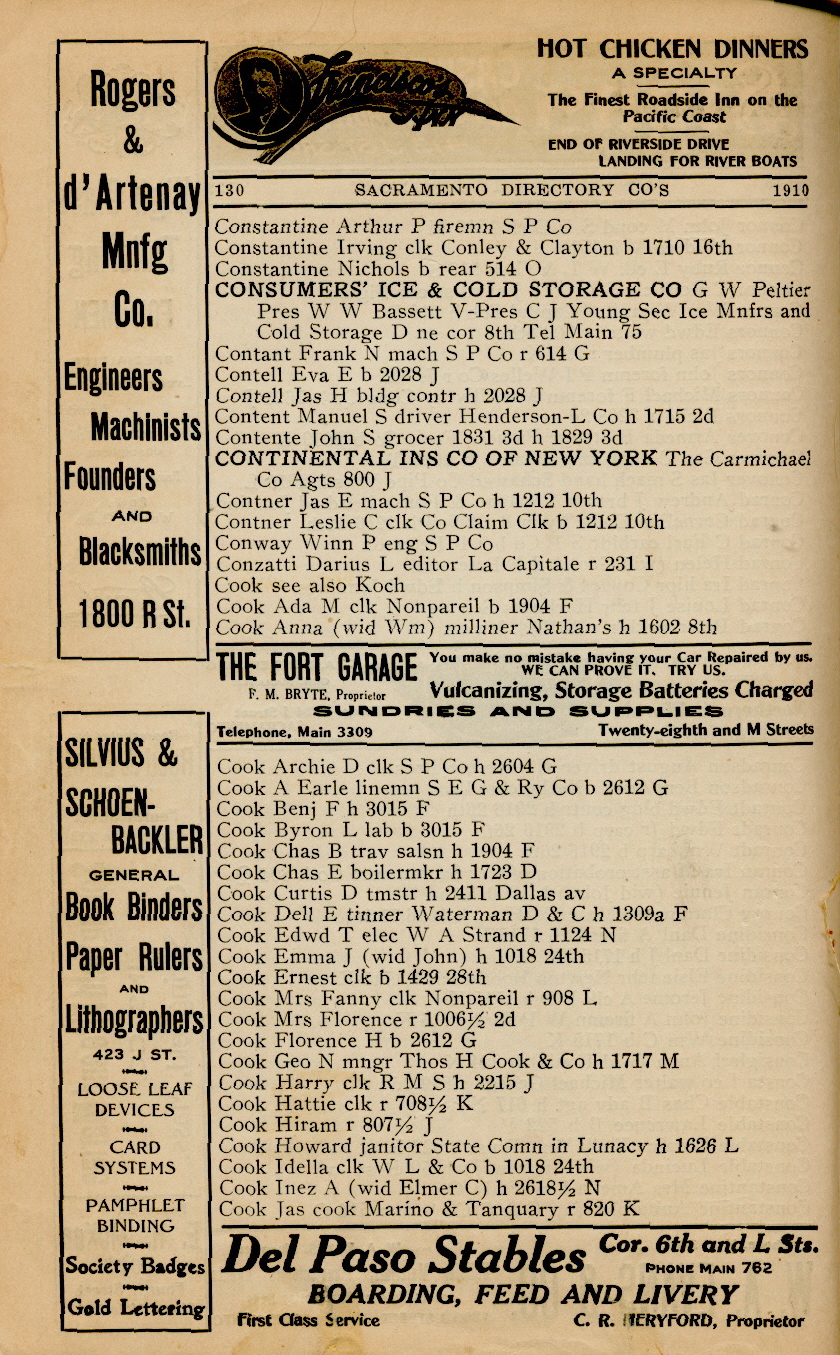 Rogers
&
d'Artenay
Mnfg
Co.
Engineers
Machinists
Founders
AND
Blacksmiths
1800 R St.
Francisco's
HOT CHICKEN DINNERS
A SPECIALTY
The Finest Roadside Inn on the
Pacific Coast
END OF RIVERSIDE DRIVE
LANDING FOR RIVER BOATS
130 SACRAMENTO DIRECTORY CO'S 1910
Constantine Arthur P firemn S P Co
Constantine Irving clk Conley & Clayton b 1710 16th
Constantine Nichols b rear 514 O
CONSUMERS' ICE & COLD STORAGE CO G W Peltier
Pres W W Bassett V-Pres C J Young Sec Ice Mnfrs and
Cold Storage D ne cor 8th Tel Main 75
Contant Frank N mach S P Co r 614 G
Contell Eva E b 2028 J
Contell Jas H bldg contr h 2028 J
Content Manuel S driver Henderson-L Co h 1715 2d
Contente John S grocer 1831 3d h 1829 3d
CONTINENTAL INS CO OF NEW YORK The Carmichael
Co Agts 800 J
Contner Jas E mach S P Co h 1212 10th
Contner Leslie C clk Co Claim Clk b 1212 10th
Conway Winn P eng S P Co
Conzatti Darius L editor La Capitale r 231 I
Cook see also Koch
Cook Ada M clk Nonpareil b 1904 F
Cook Anna (wid Wm) milliner Nathan's h 1602 8th
THE FORT GARAGE
F. M. BRYTE, Proprietor
You make no mistake having your Car Repaired by us.
WE CAN PROVE IT. TRY US.
Vulcanizing, Storage Batteries Charged
SUNDRIES AND SUPPLIES
Telephone, Main 3309 Twenty-eighth and M Streets
SILVIUS &
SCHOEN-
BACKLER
GENERAL
Book Binders
Paper Rulers
AND
Lithographers
423 J ST.
LOOSE LEAF
DEVICES
CARD
SYSTEMS
PAMPHLET
BINDING
Society Badges
Gold Lettering
Cook Archie D clk S P Co h 2604 G
Cook A Earle linemn S E G & Ry Co b 2612 G
Cook Benj F h 3015 F
Cook Byron L lab b 3015 F
Cook Chas B trav salsn h 1904 F
Cook Chas E boilermkr h 1723 D
Cook Curtis D tmstr h 2411 Dallas av
Cook Dell E tinner Waterman D & C h 1309a F
Cook Edwd T elec W A Strand r 1124 N
Cook Emma J (wid John) h 1018 24th
Cook Ernest clk b 1429 28th
Cook Mrs Fanny clk Nonpareil r 908 L
Cook Mrs Florence r 1006½ 2d
Cook Florence H b 2612 G
Cook Geo N mngr Thos H Cook & Co h 1717 M
Cook Harry clk R M S h 2215 J
Cook Hattie clk r 708½ K
Cook Hiram r 807½ J
Cook Howard janitor State Comn in Lunacy h 1626 L
Cook Idella clk W L & Co b 1018 24th
Cook Inez A (wid Elmer C) h 2618½ N
Cook Jas cook Marino & Tanquary r 820 K
Del Paso Stables Cor. 6th and L Sts.
PHONE MAIN 762
BOARDING, FEED AND LIVERY
First Class Service C. R. HERYFORD, Proprietor